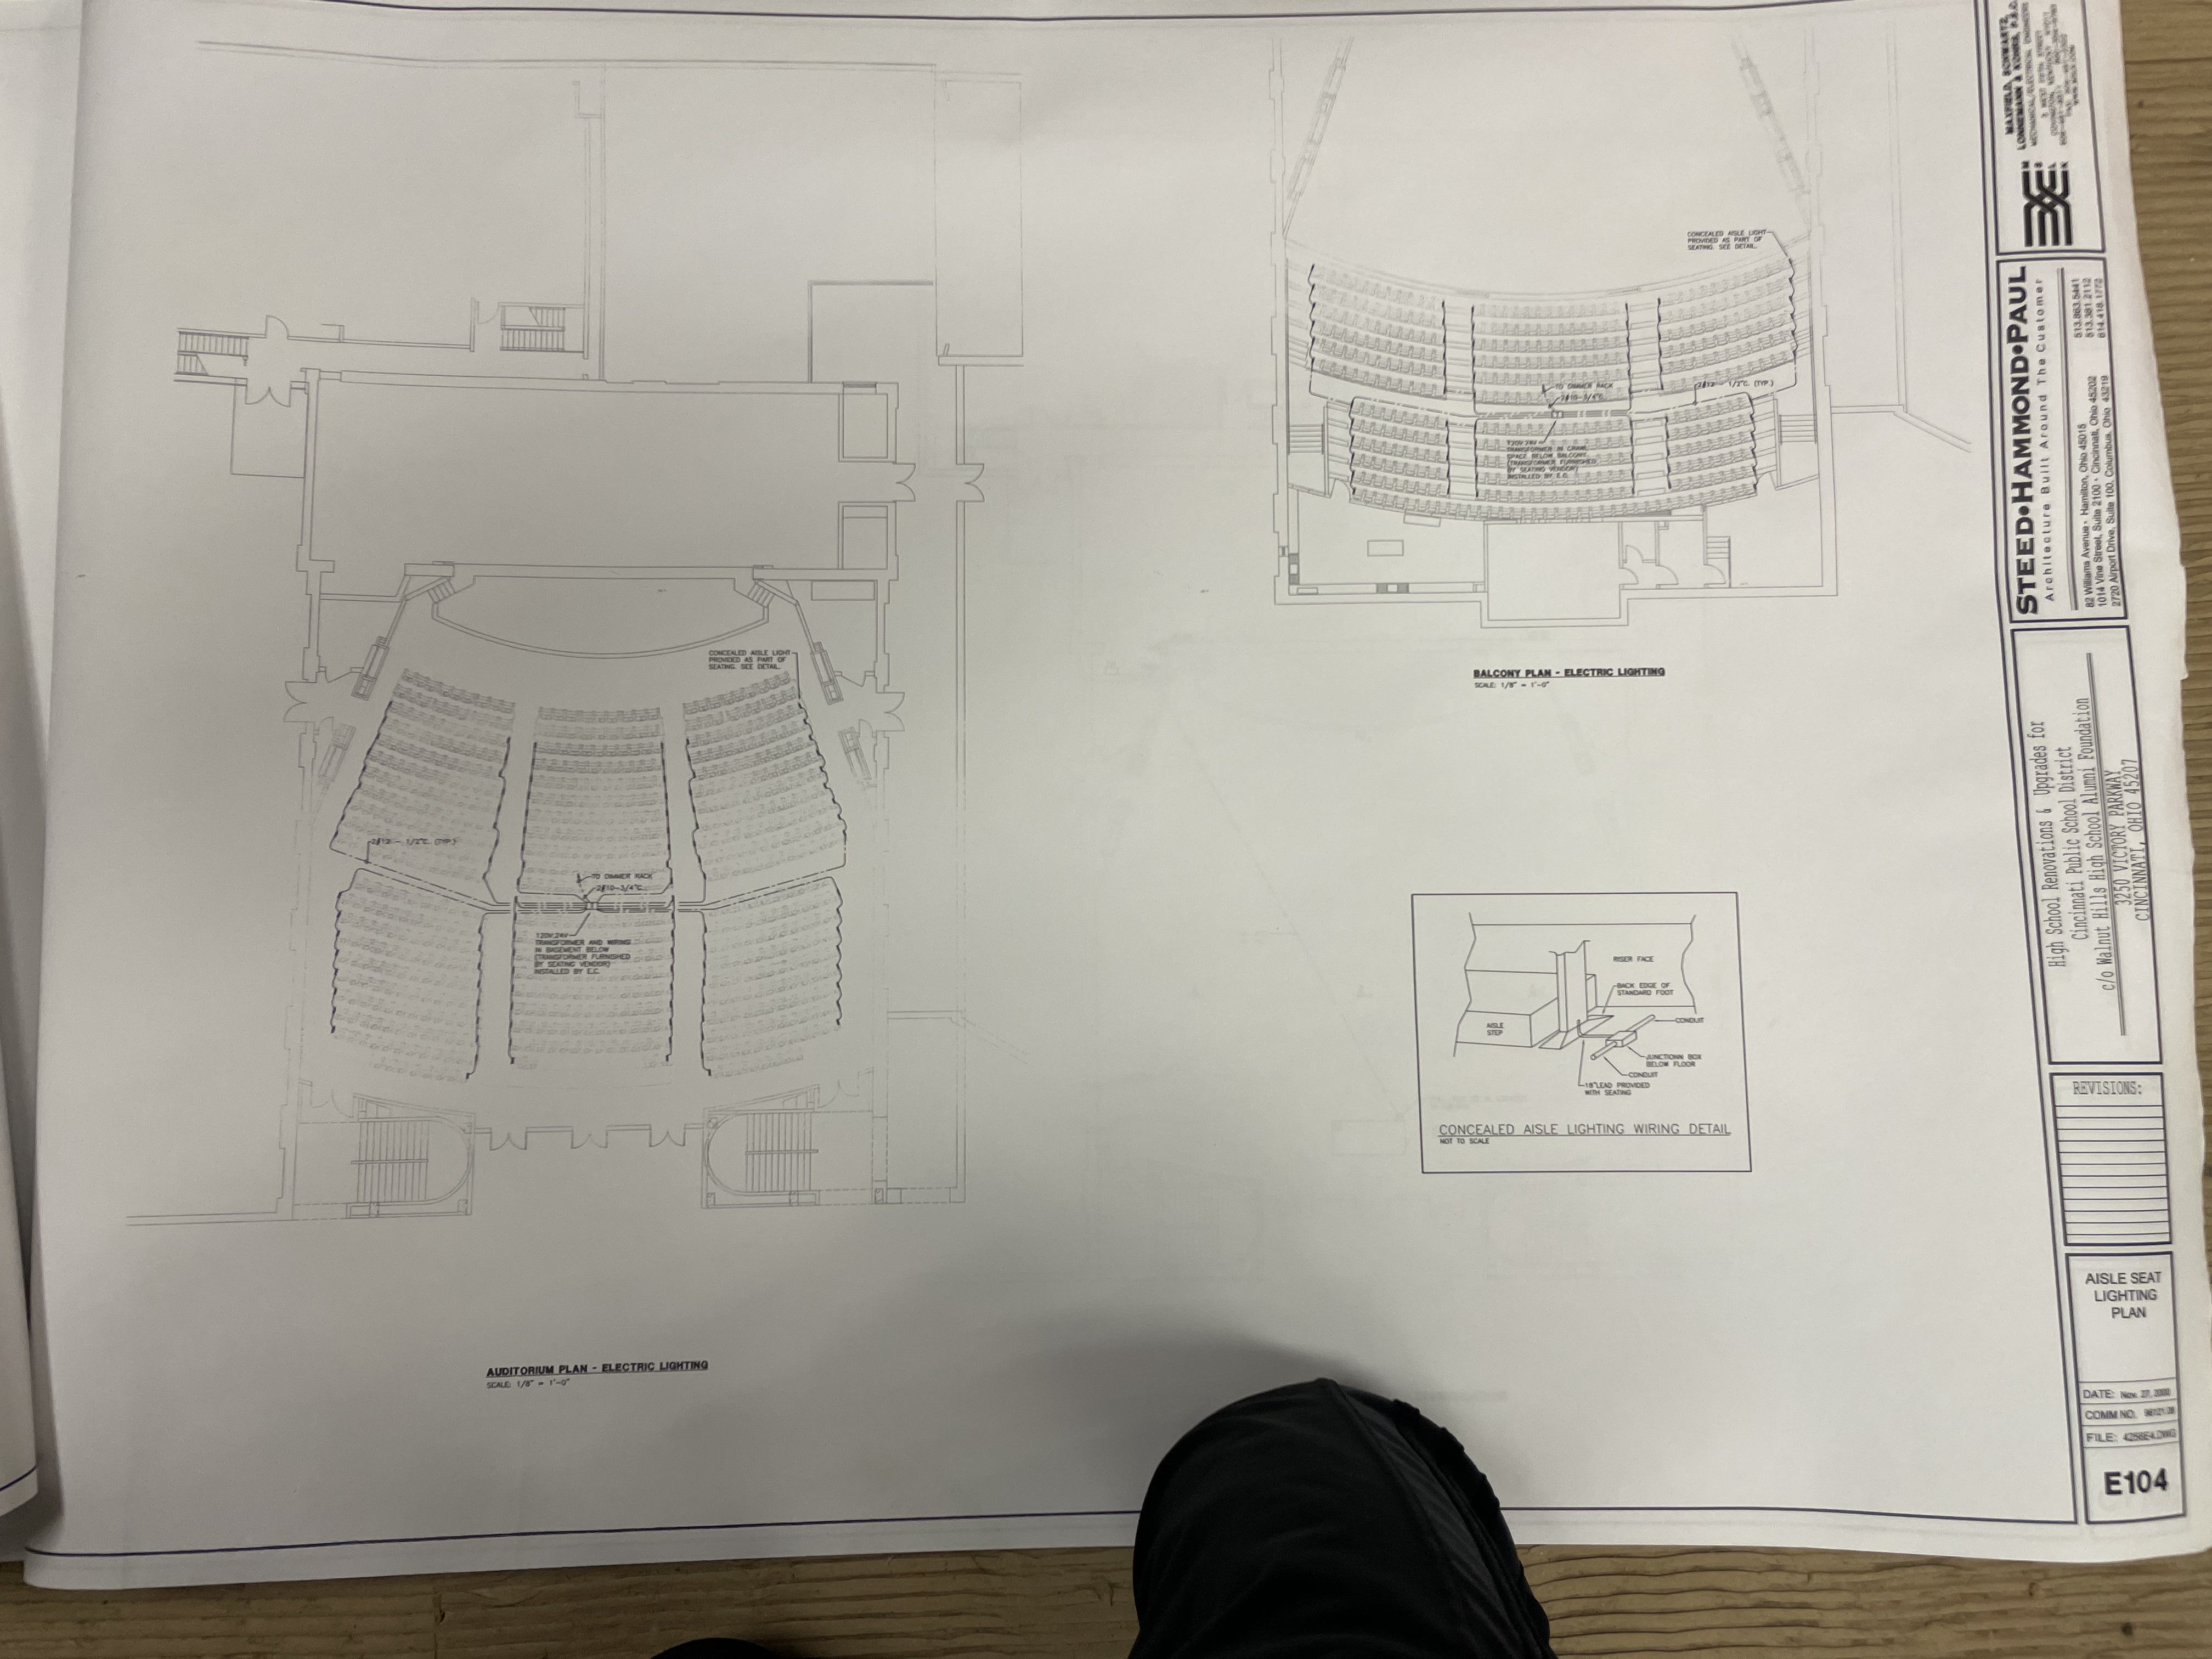 CONCEALED AISLE LIGHT
PROVIDED AS PART OF
SEATING. SEE DETAIL.
2#12 - 1/2"C. (TYP.)
TO DIMMER RACK
2#10-3/4"C.
120V.24V
TRANSFORMER AND WIRING
IN BASEMENT BELOW
(TRANSFORMER FURNISHED
BY SEATING VENDOR)
INSTALLED BY E.C.
AUDITORIUM PLAN - ELECTRIC LIGHTING
SCALE: 1/8" = 1'-0"
CONCEALED AISLE LIGHT
PROVIDED AS PART OF
SEATING. SEE DETAIL.
TO DIMMER RACK
2#10-3/4"C.
2#12 - 1/2"C. (TYP.)
120V.24V
TRANSFORMER IN CRAWL
SPACE BELOW BALCONY.
(TRANSFORMER FURNISHED
BY SEATING VENDOR)
INSTALLED BY E.C.
BALCONY PLAN - ELECTRIC LIGHTING
SCALE: 1/8" = 1'-0"
RISER FACE
BACK EDGE OF
STANDARD FOOT
AISLE
STEP
CONDUIT
JUNCTIONN BOX
BELOW FLOOR
CONDUIT
18"LEAD PROVIDED
WITH SEATING
CONCEALED AISLE LIGHTING WIRING DETAIL
NOT TO SCALE
MAXFIELD, SCHWARTZ,
LONNEMANN & KOHRS, P.S.C.
MECHANICAL/ELECTRICAL ENGINEERS
STEED•HAMMOND•PAUL
Architecture Built Around The Customer
82 Williams Avenue • Hamilton, Ohio 45015 513.863.5441
1014 Vine Street, Suite 2100 • Cincinnati, Ohio 45202 513.381.2112
2720 Airport Drive, Suite 100, Columbus, Ohio 43219 614.418.1772
High School Renovations & Upgrades for
Cincinnati Public School District
c/o Walnut Hills High School Alumni Foundation
3250 VICTORY PARKWAY
CINCINNATI, OHIO 45207
REVISIONS:
AISLE SEAT
LIGHTING
PLAN
DATE: Nov. 27, 2000
COMM NO.
FILE: 4256E4.DWG
E104